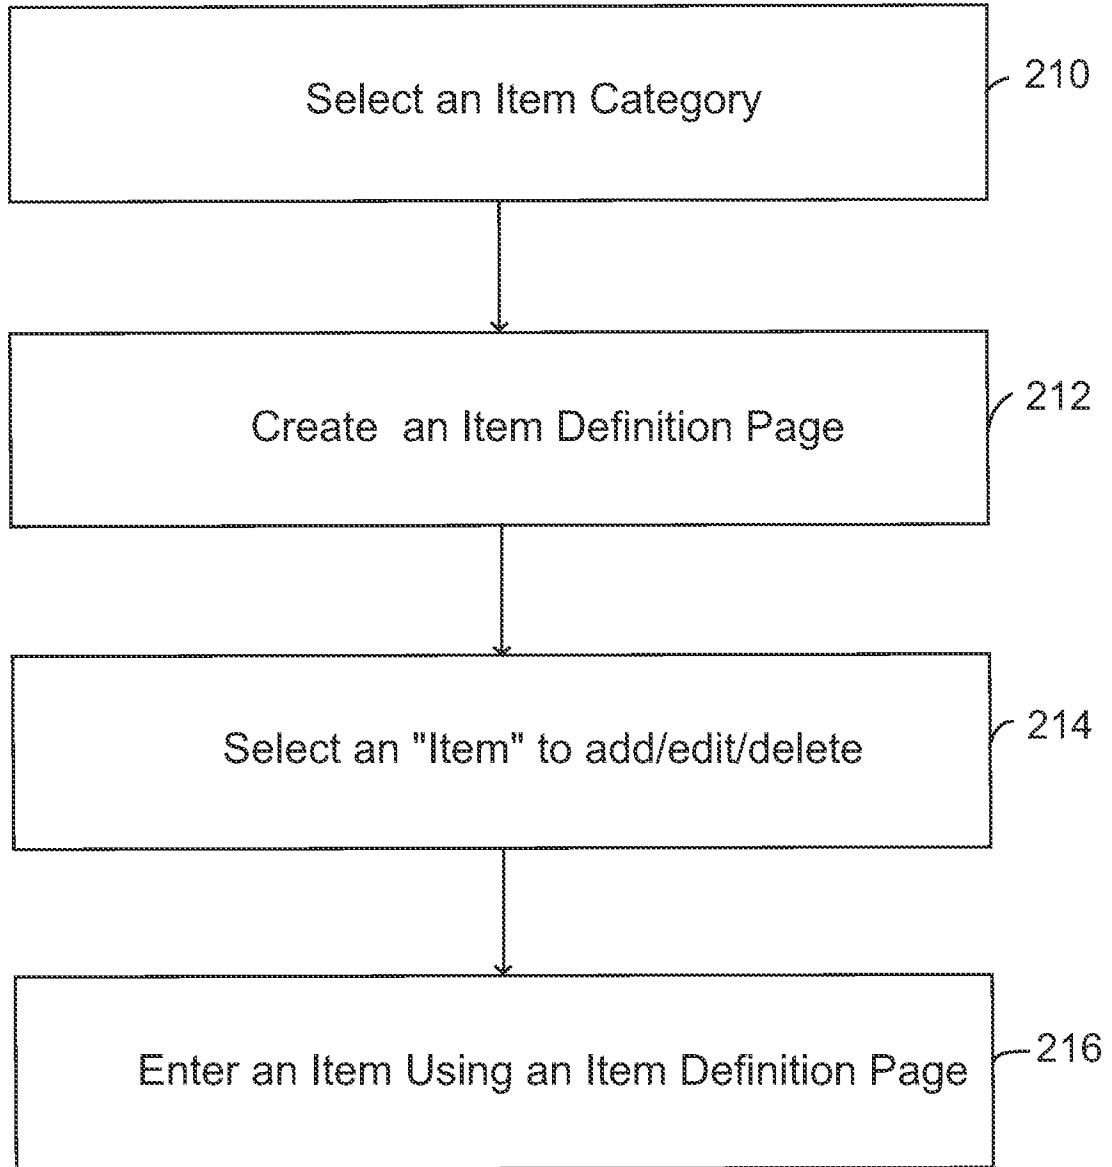 Select an Item Category
210
Create an Item Definition Page
212
Select an "Item" to add/edit/delete
214
Enter an Item Using an Item Definition Page
216